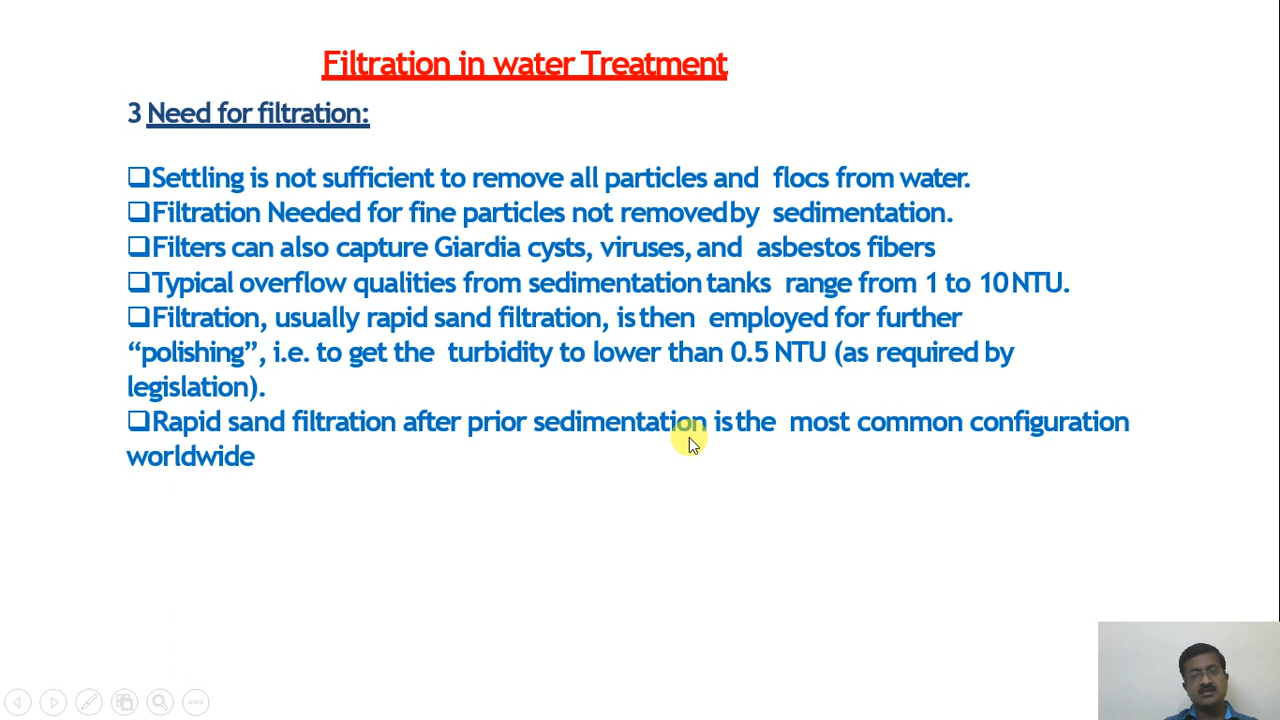 Filtration in water Treatment
3 Need for filtration:
❑Settling is not sufficient to remove all particles and flocs from water.
❑Filtration Needed for fine particles not removed by sedimentation.
❑Filters can also capture Giardia cysts, viruses, and asbestos fibers
❑Typical overflow qualities from sedimentation tanks range from 1 to 10 NTU.
❑Filtration, usually rapid sand filtration, is then employed for further
“polishing”, i.e. to get the turbidity to lower than 0.5 NTU (as required by
legislation).
❑Rapid sand filtration after prior sedimentation is the most common configuration
worldwide